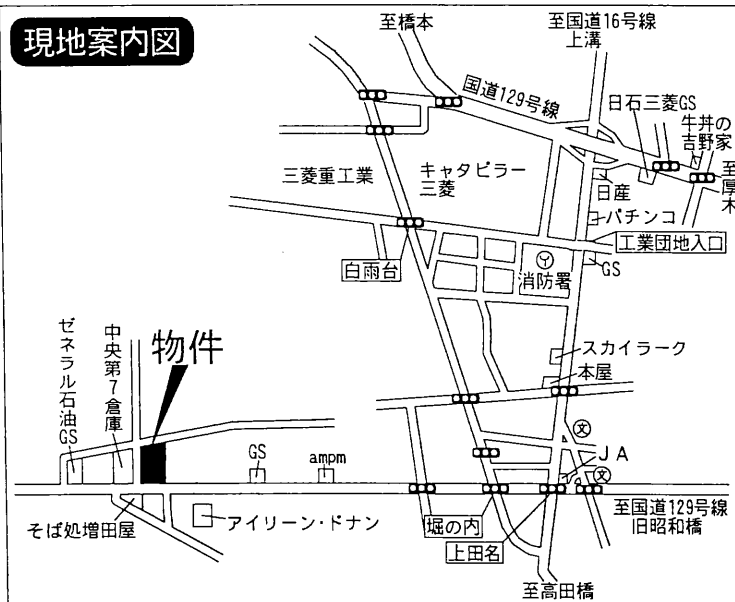 現地案内図
至橋本
至国道16号線
上溝
国道129号線
日石三菱GS
牛丼の
吉野家
至厚木
三菱重工業
キャタピラー
三菱
日産
パチンコ
工業団地入口
白雨台
消防署
GS
スカイラーク
本屋
ゼネラル石油GS
中央第7倉庫
物件
GS
ampm
文
JA
文
そば処増田屋
アイリーン・ドナン
堀の内
上田名
至国道129号線
旧昭和橋
至高田橋